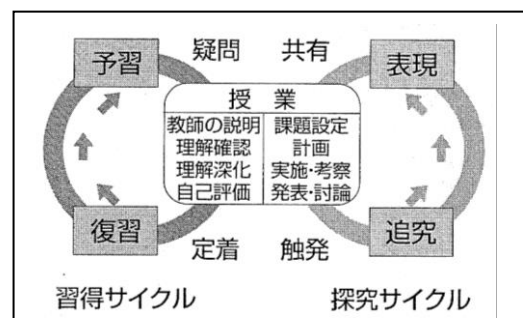 予習
疑問
共有
表現
授 業
教師の説明 課題設定
理解確認 計画
理解深化 実施・考察
自己評価 発表・討論
復習
定着
触発
追究
習得サイクル
探究サイクル